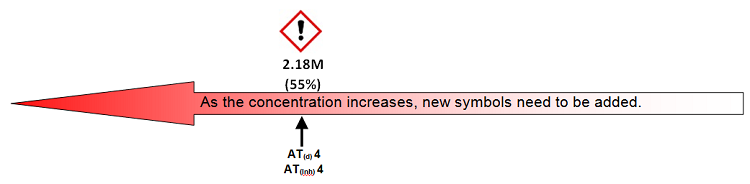 2.18M
(55%)
As the concentration increases, new symbols need to be added.
AT(d) 4
AT(Inh) 4